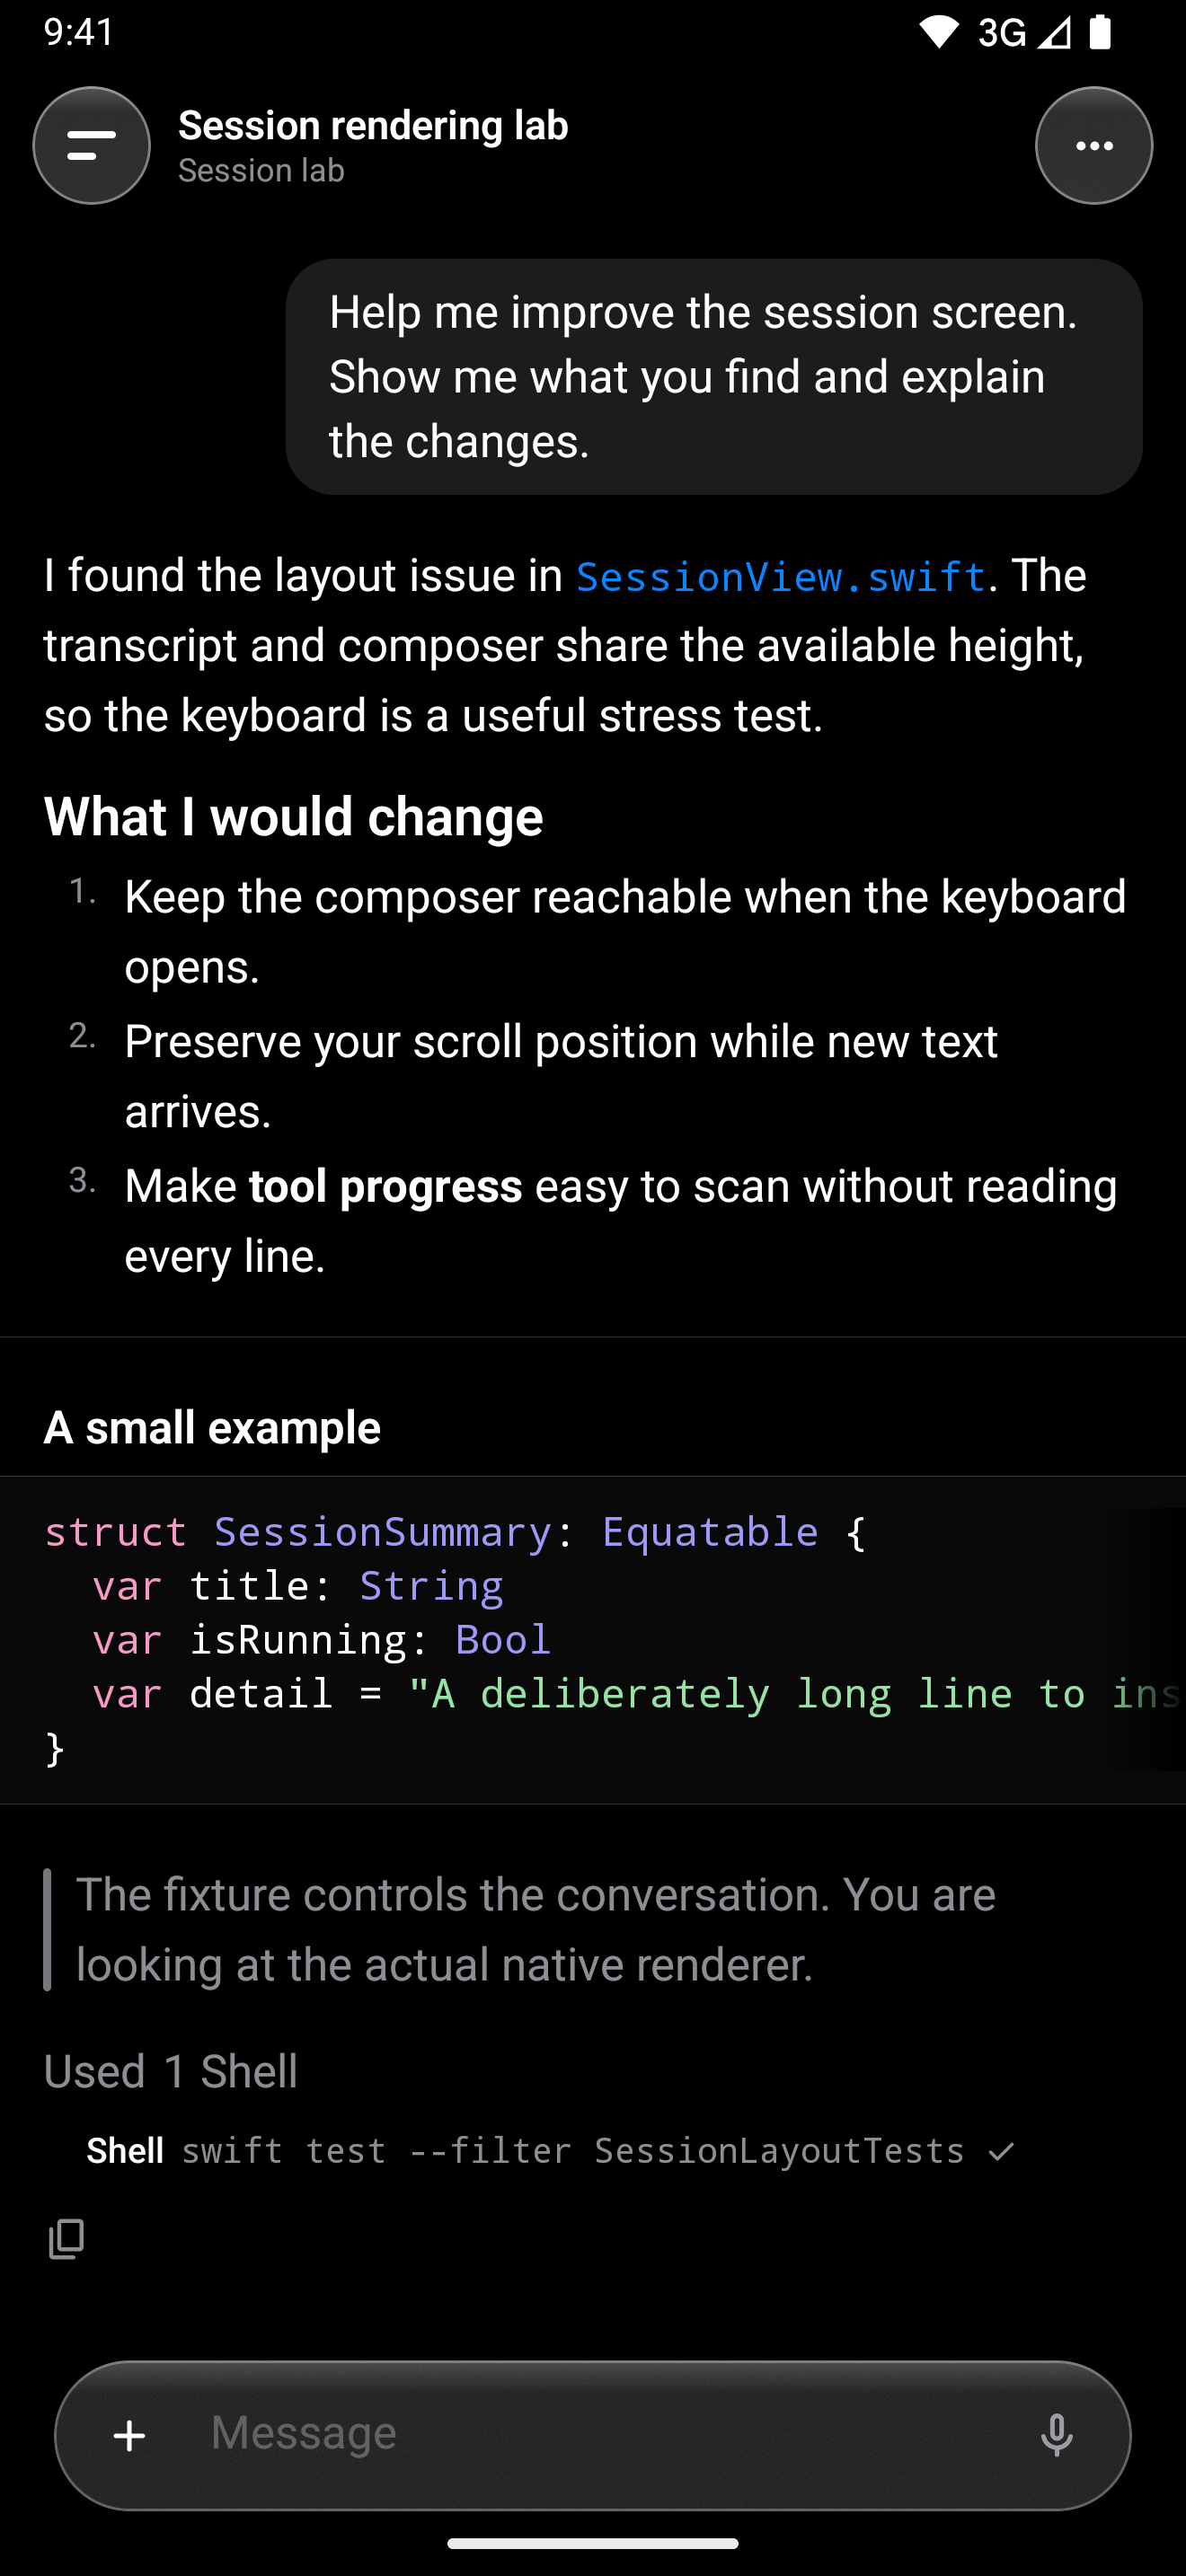 9:41
3G
Session rendering lab
Session lab
Help me improve the session screen.
Show me what you find and explain
the changes.
I found the layout issue in SessionView.swift. The
transcript and composer share the available height,
so the keyboard is a useful stress test.
What I would change
1. Keep the composer reachable when the keyboard
opens.
2. Preserve your scroll position while new text
arrives.
3. Make tool progress easy to scan without reading
every line.
A small example
struct SessionSummary: Equatable {
  var title: String
  var isRunning: Bool
  var detail = "A deliberately long line to ins
}
The fixture controls the conversation. You are
looking at the actual native renderer.
Used 1 Shell
Shell swift test --filter SessionLayoutTests ✓
Message